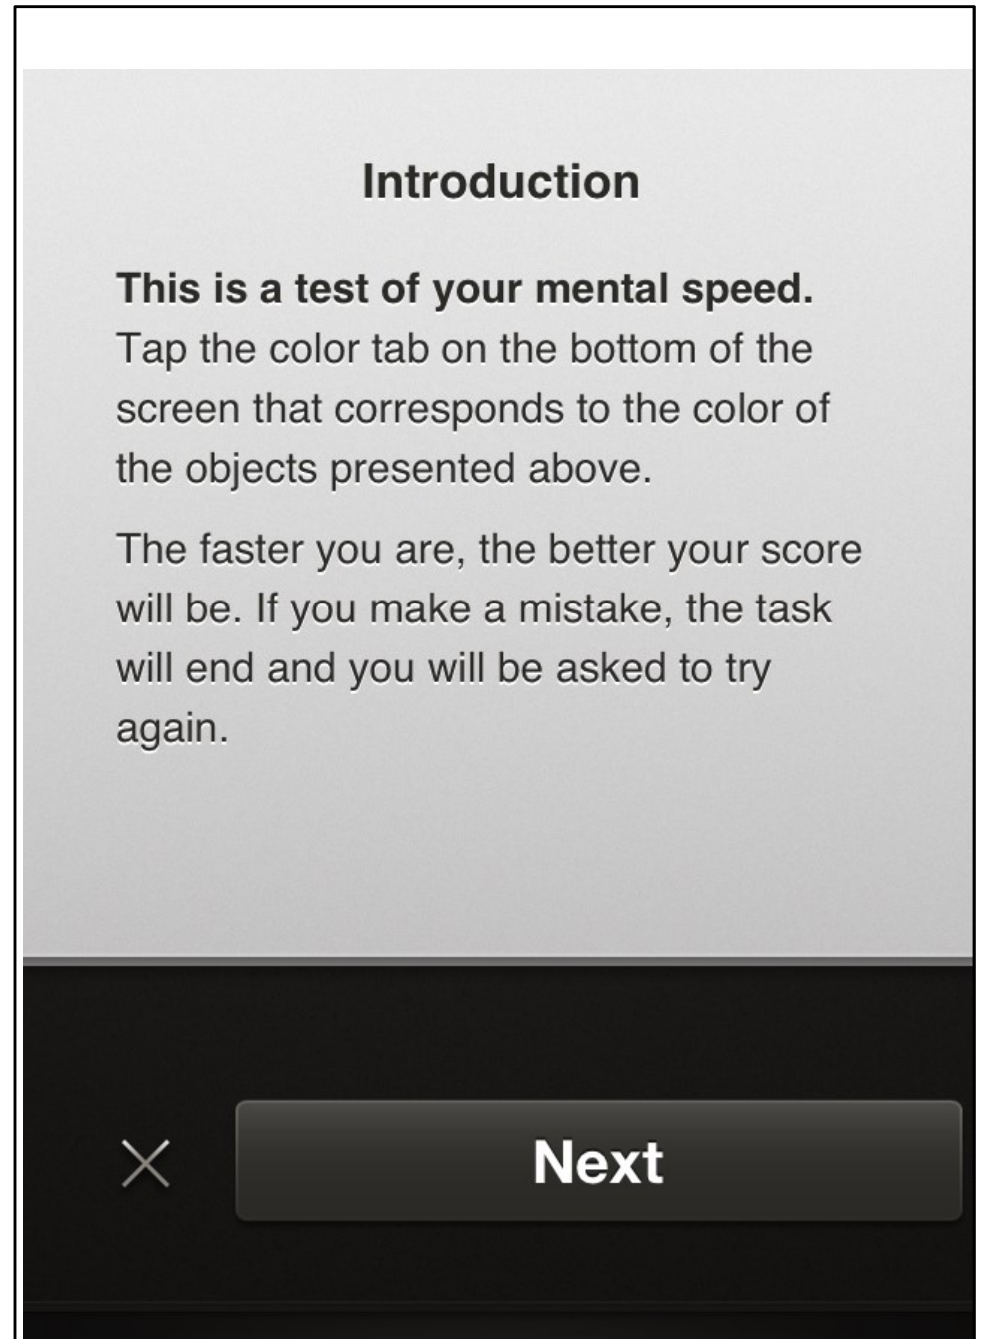 Introduction
This is a test of your mental speed.
Tap the color tab on the bottom of the
screen that corresponds to the color of
the objects presented above.
The faster you are, the better your score
will be. If you make a mistake, the task
will end and you will be asked to try
again.
Next